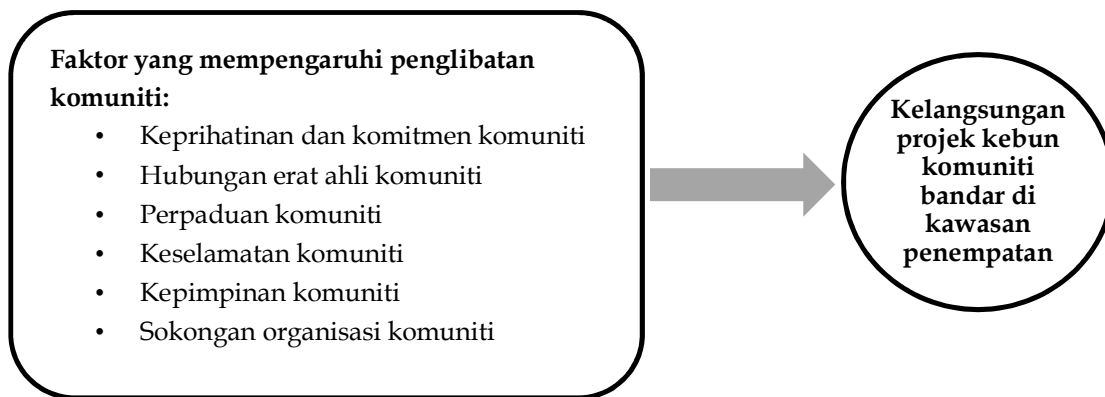 Faktor yang mempengaruhi penglibatan
komuniti:
• Keprihatinan dan komitmen komuniti
• Hubungan erat ahli komuniti
• Perpaduan komuniti
• Keselamatan komuniti
• Kepimpinan komuniti
• Sokongan organisasi komuniti
Kelangsungan
projek kebun
komuniti
bandar di
kawasan
penempatan